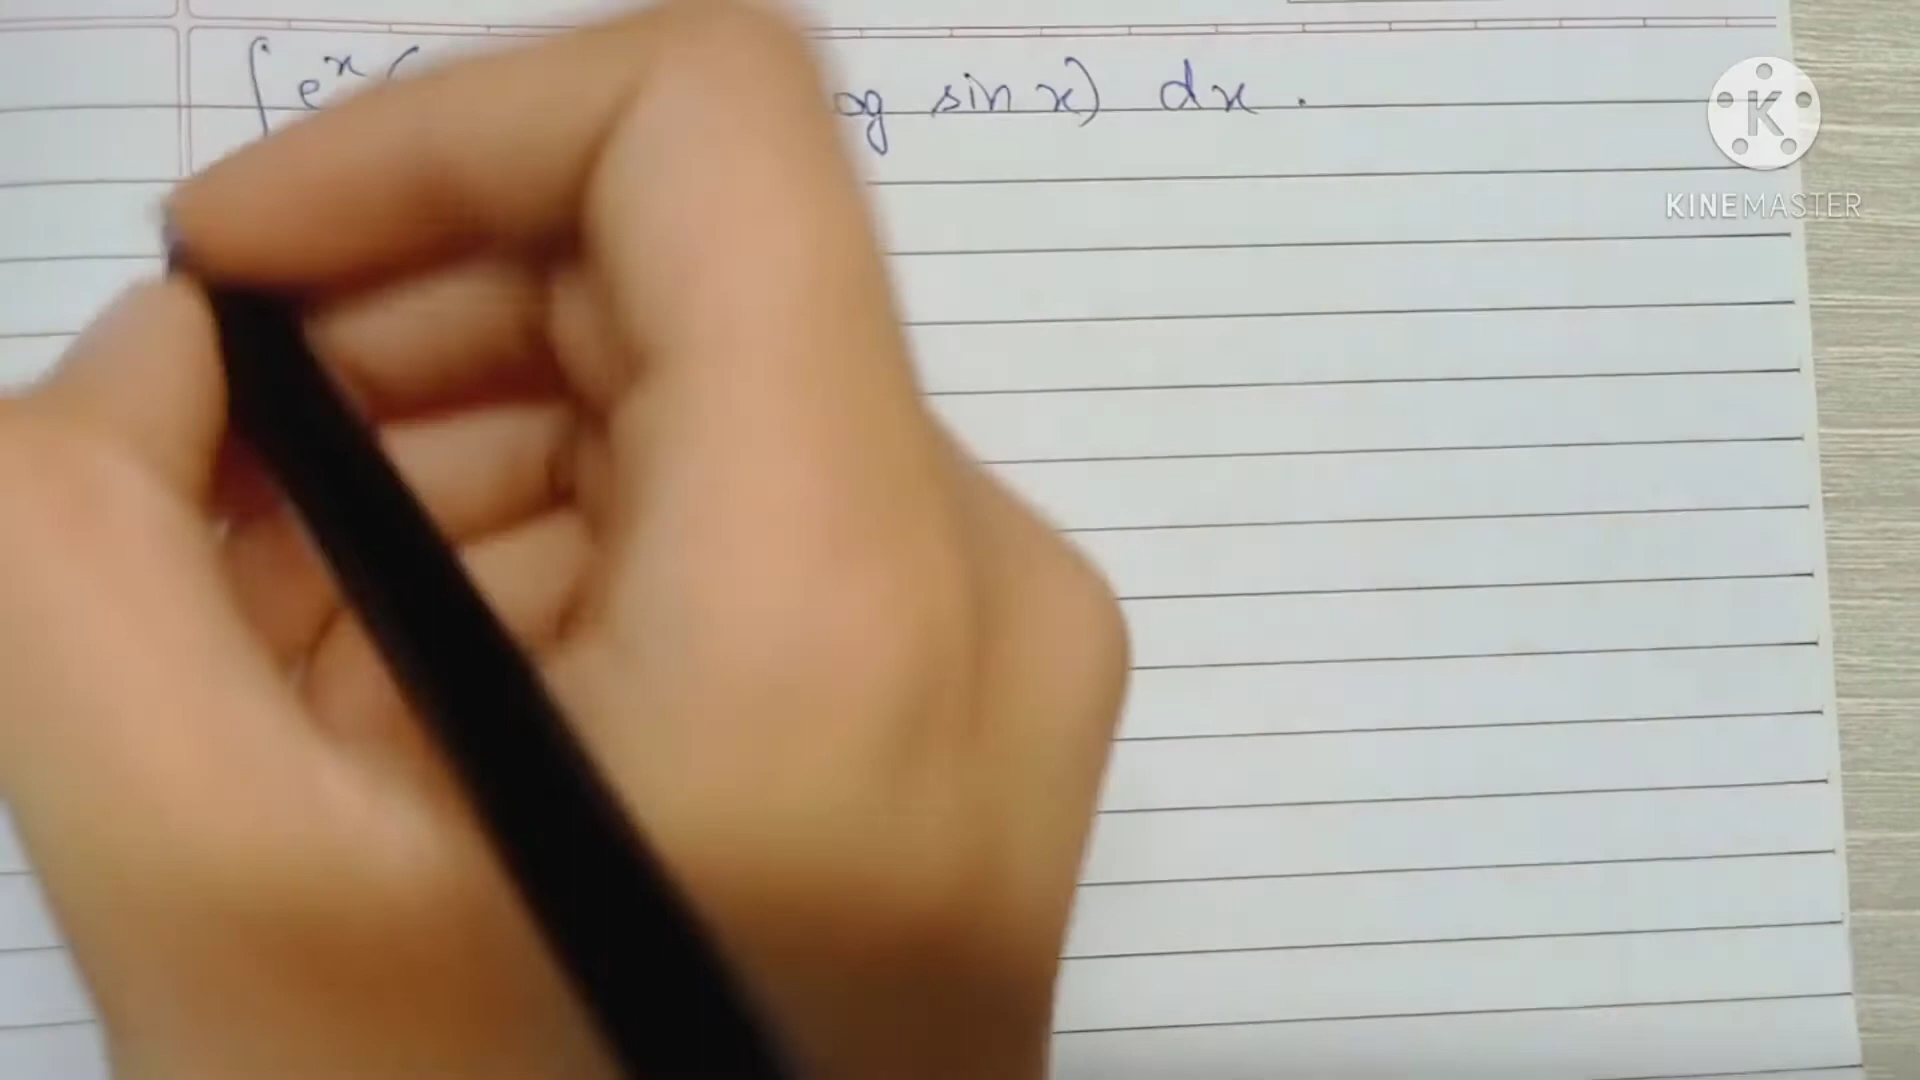 ∫ eˣ( og sin x) dx .
K
KINEMASTER